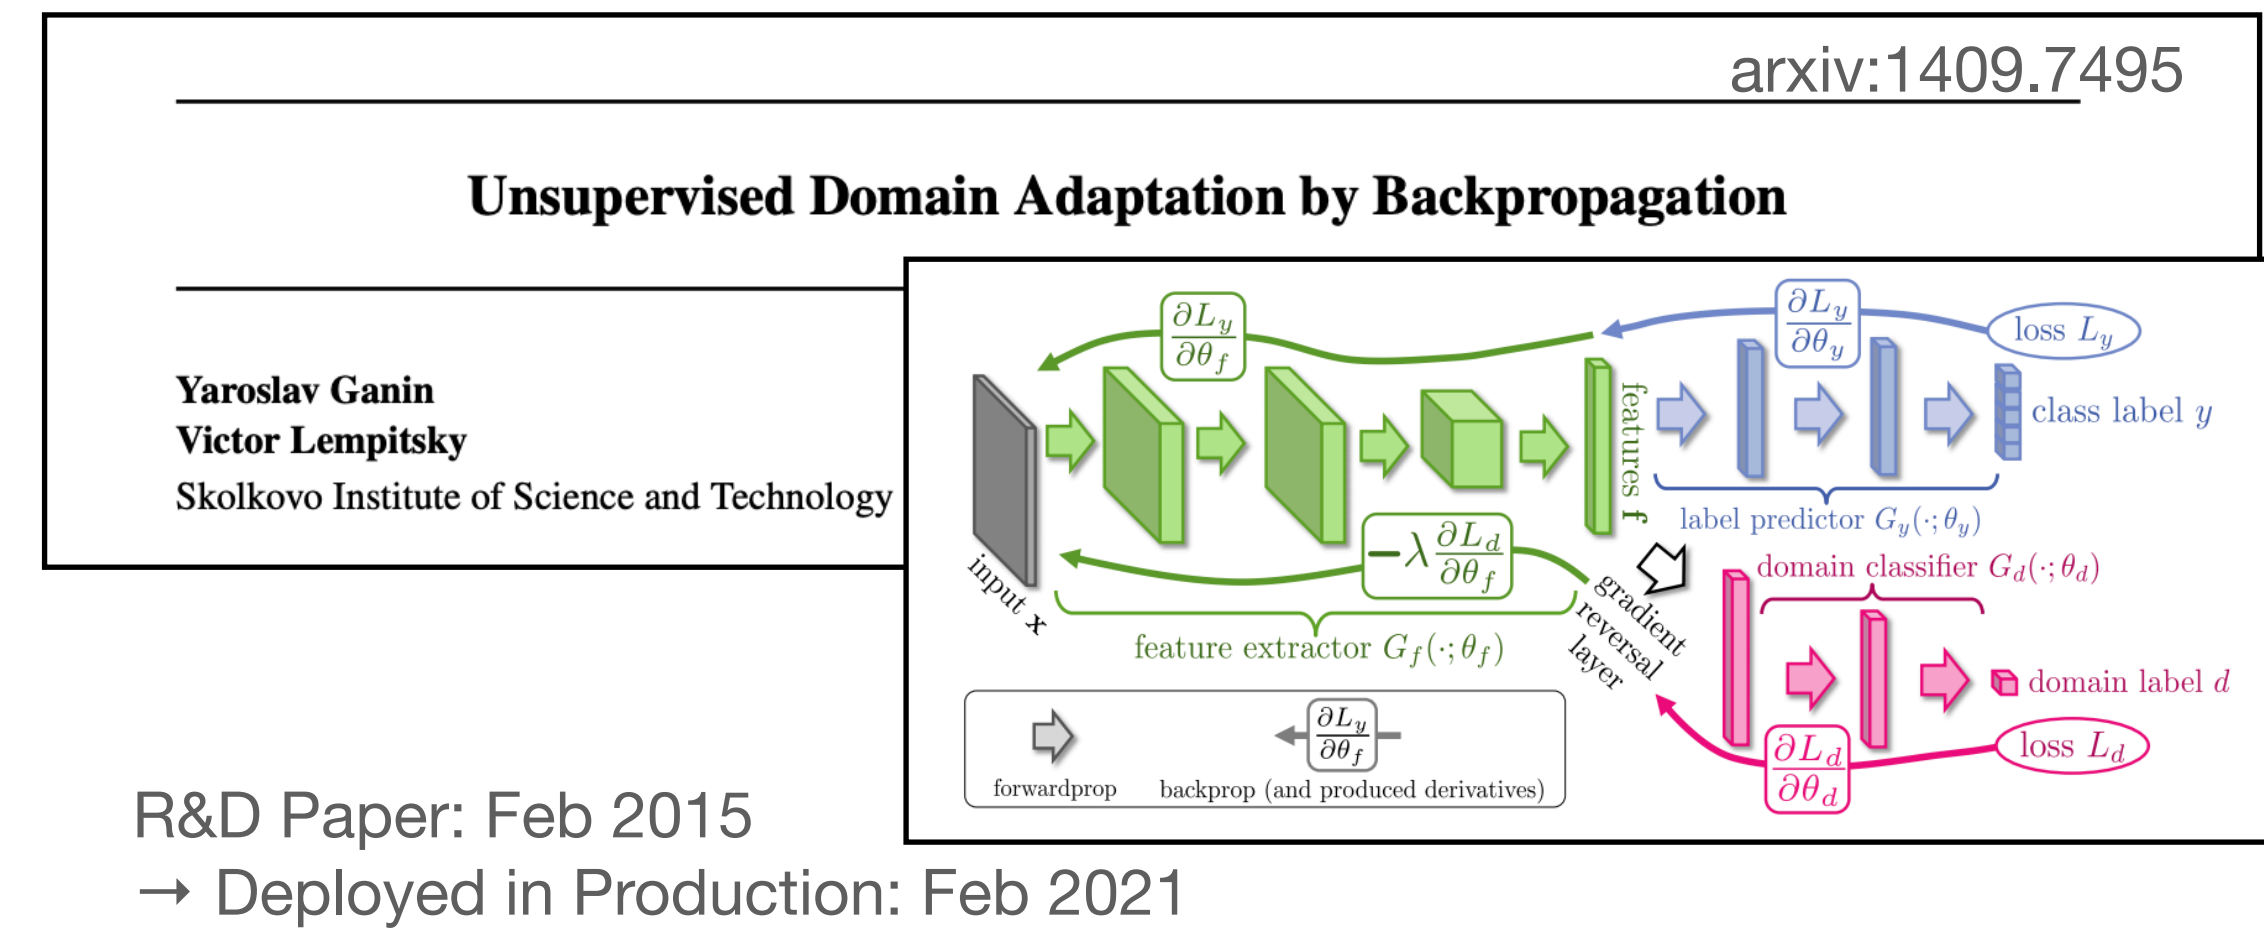 arxiv:1409.7495
Unsupervised Domain Adaptation by Backpropagation
Yaroslav Ganin
Victor Lempitsky
Skolkovo Institute of Science and Technology
∂L_y
∂θ_f
∂L_y
∂θ_y
loss L_y
features f
class label y
label predictor G_y(·; θ_y)
−λ ∂L_d
∂θ_f
input x
feature extractor G_f(·; θ_f)
gradient
reversal
layer
domain classifier G_d(·; θ_d)
domain label d
∂L_d
∂θ_d
loss L_d
∂L_y
∂θ_f
forwardprop
backprop (and produced derivatives)
R&D Paper: Feb 2015
→ Deployed in Production: Feb 2021